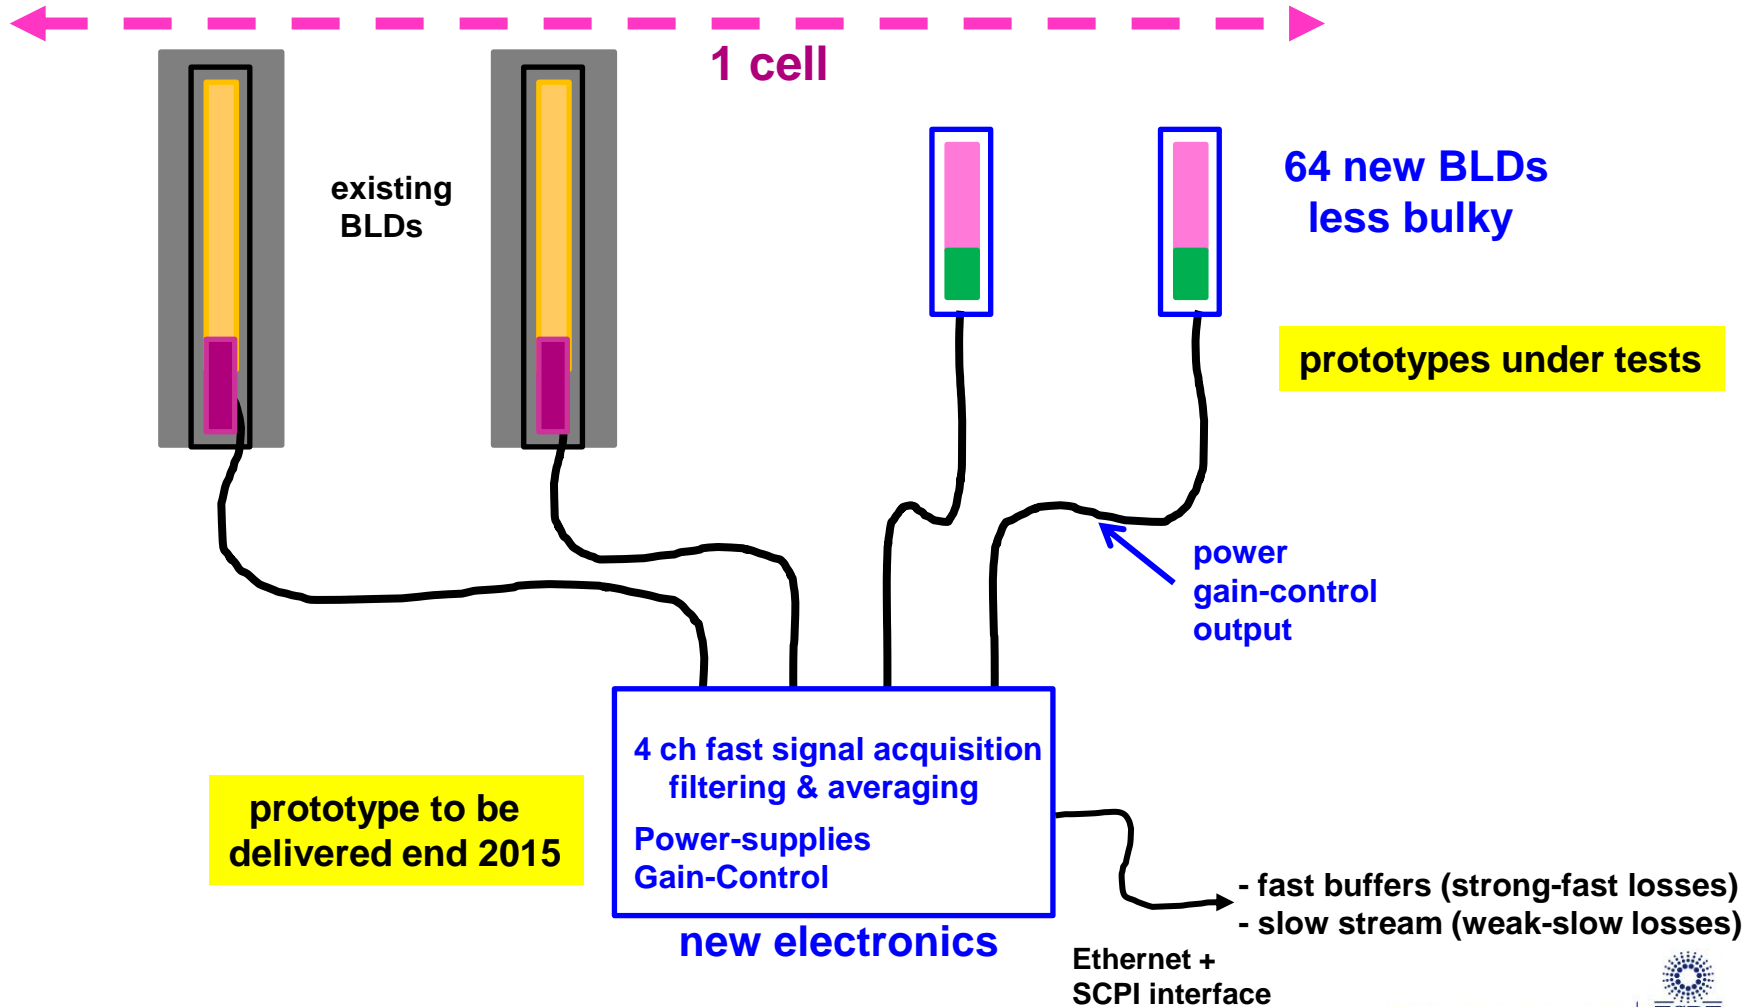 1 cell
existing
BLDs
64 new BLDs
less bulky
prototypes under tests
power
gain-control
output
4 ch fast signal acquisition
filtering & averaging
Power-supplies
Gain-Control
prototype to be
delivered end 2015
new electronics
- fast buffers (strong-fast losses)
- slow stream (weak-slow losses)
Ethernet +
SCPI interface